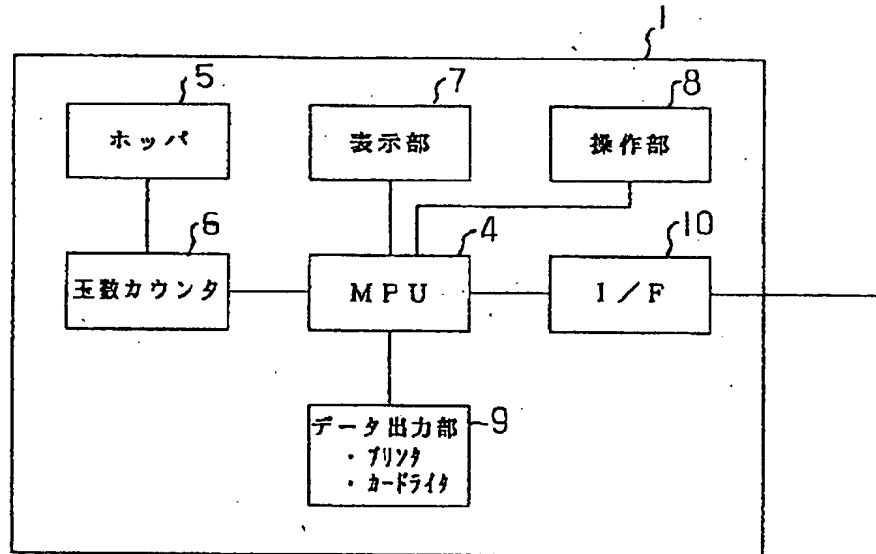 1
5
7
8
ホッパ
表示部
操作部
6
4
10
玉数カウンタ
MPU
I/F
データ出力部
9
・プリンタ
・カードライタ